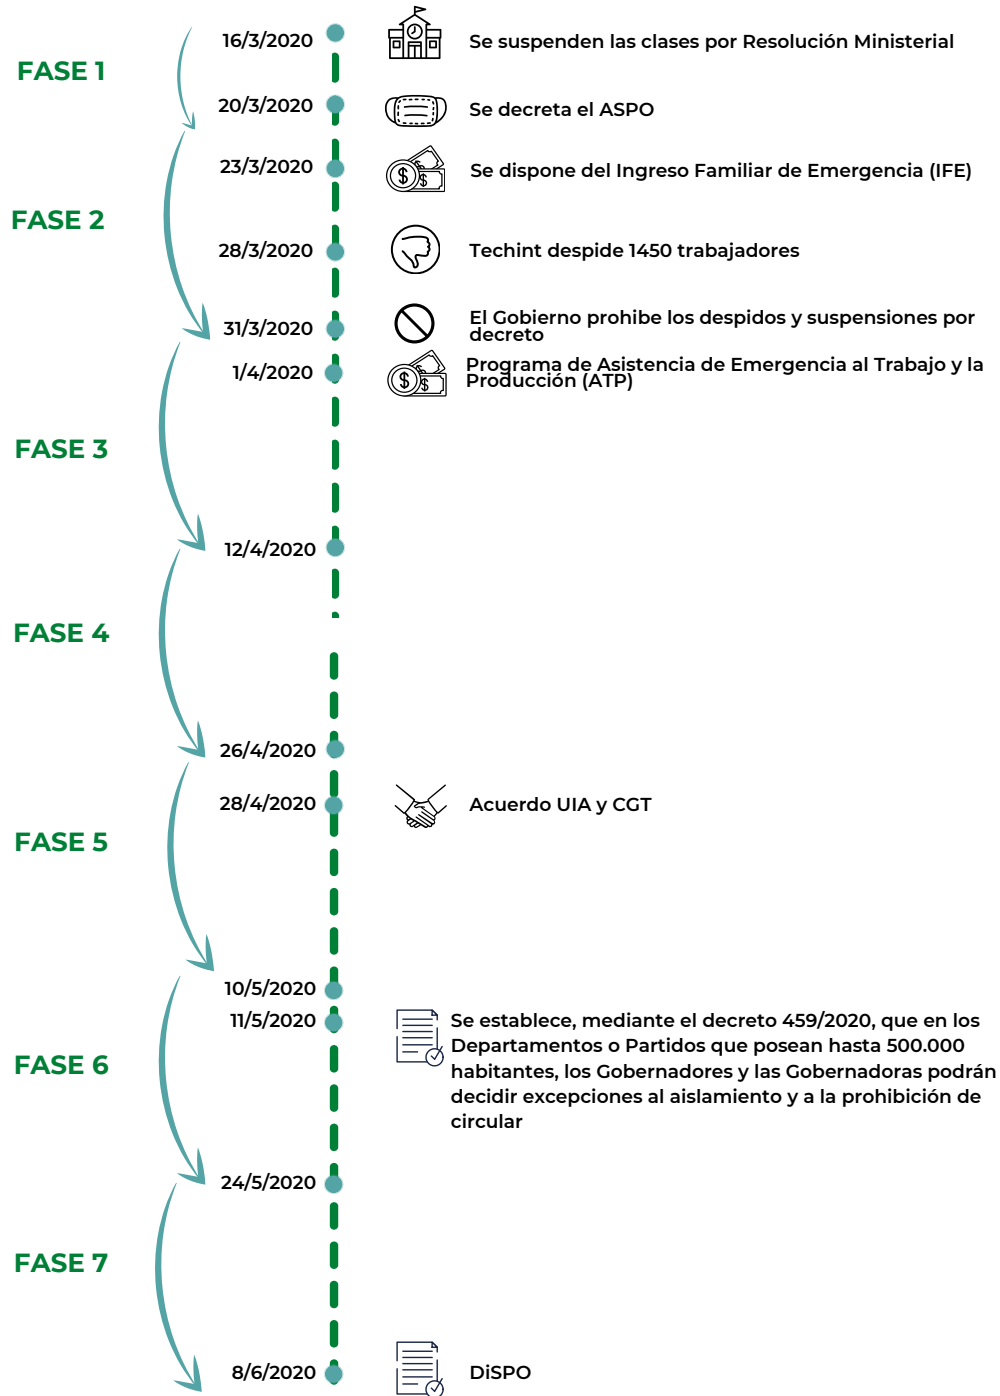 16/3/2020 Se suspenden las clases por Resolución Ministerial
FASE 1
20/3/2020 Se decreta el ASPO
23/3/2020 Se dispone del Ingreso Familiar de Emergencia (IFE)
FASE 2
28/3/2020 Techint despide 1450 trabajadores
31/3/2020 El Gobierno prohibe los despidos y suspensiones por
decreto
1/4/2020 Programa de Asistencia de Emergencia al Trabajo y la
Producción (ATP)
FASE 3
12/4/2020
FASE 4
26/4/2020
28/4/2020 Acuerdo UIA y CGT
FASE 5
10/5/2020
11/5/2020 Se establece, mediante el decreto 459/2020, que en los
Departamentos o Partidos que posean hasta 500.000
FASE 6 habitantes, los Gobernadores y las Gobernadoras podrán
decidir excepciones al aislamiento y a la prohibición de
circular
24/5/2020
FASE 7
8/6/2020 DiSPO